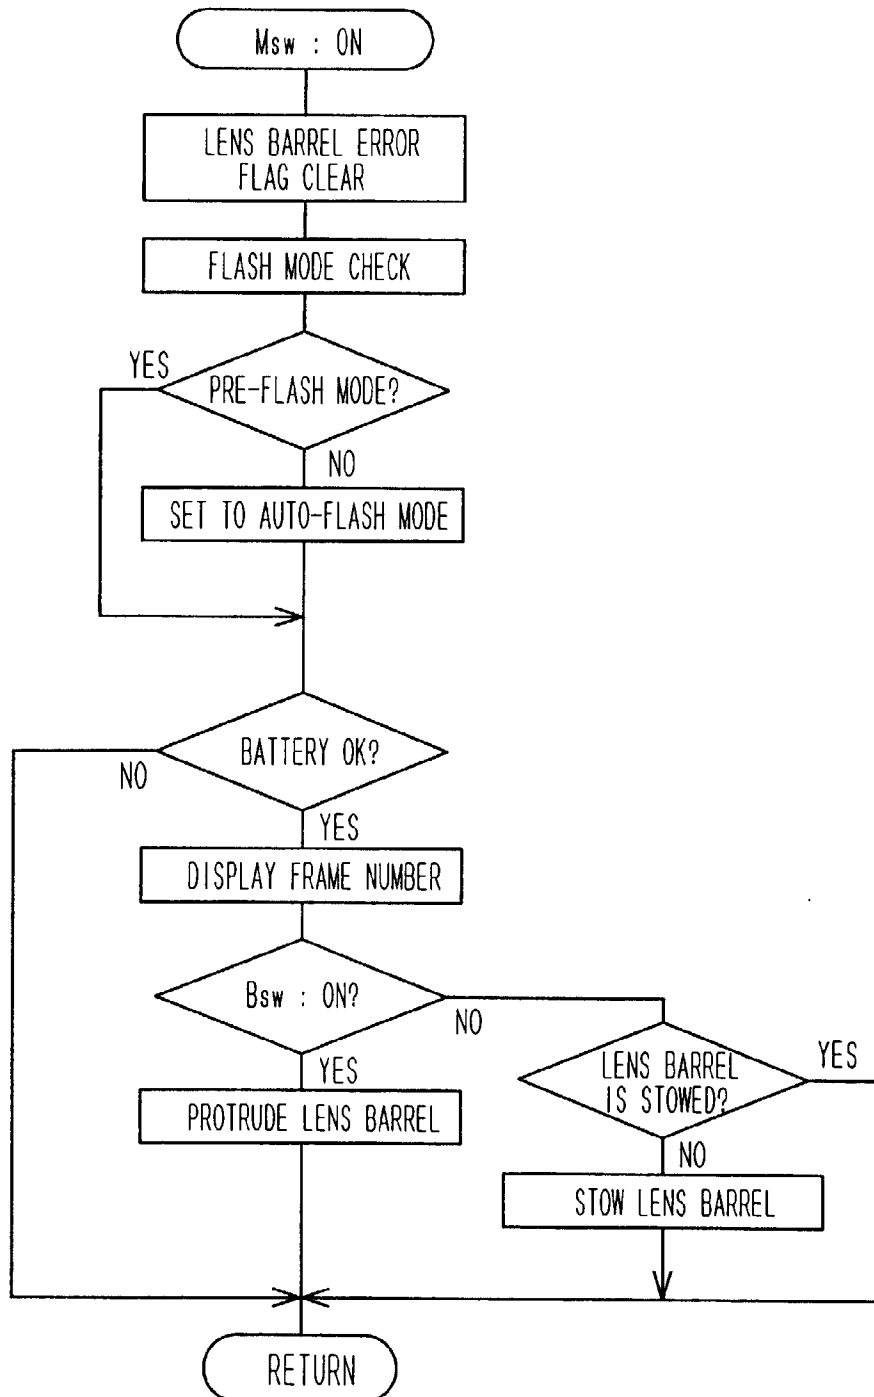 Msw : ON
LENS BARREL ERROR
FLAG CLEAR
FLASH MODE CHECK
YES
PRE-FLASH MODE?
NO
SET TO AUTO-FLASH MODE
BATTERY OK?
NO
YES
DISPLAY FRAME NUMBER
Bsw : ON?
NO
YES
LENS BARREL
IS STOWED?
YES
PROTRUDE LENS BARREL
NO
STOW LENS BARREL
RETURN